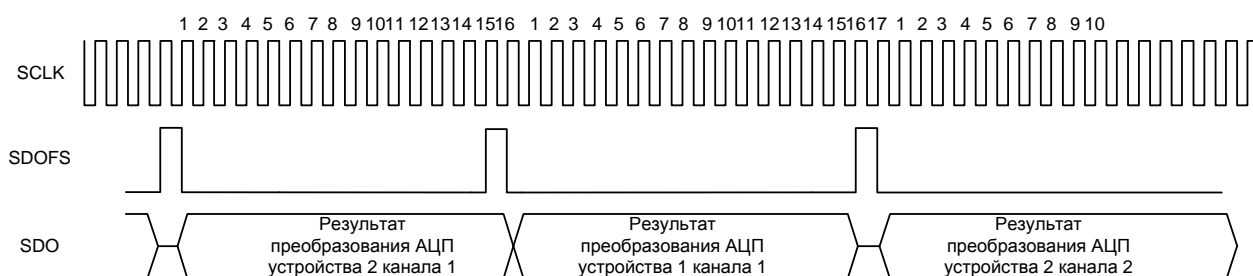 1 2 3 4 5 6 7 8 9 10 11 12 13 14 15 16 1 2 3 4 5 6 7 8 9 10 11 12 13 14 15 16 17 1 2 3 4 5 6 7 8 9 10
SCLK
SDOFS
SDO
Результат
преобразования АЦП
устройства 2 канала 1
Результат
преобразования АЦП
устройства 1 канала 1
Результат
преобразования АЦП
устройства 2 канала 2